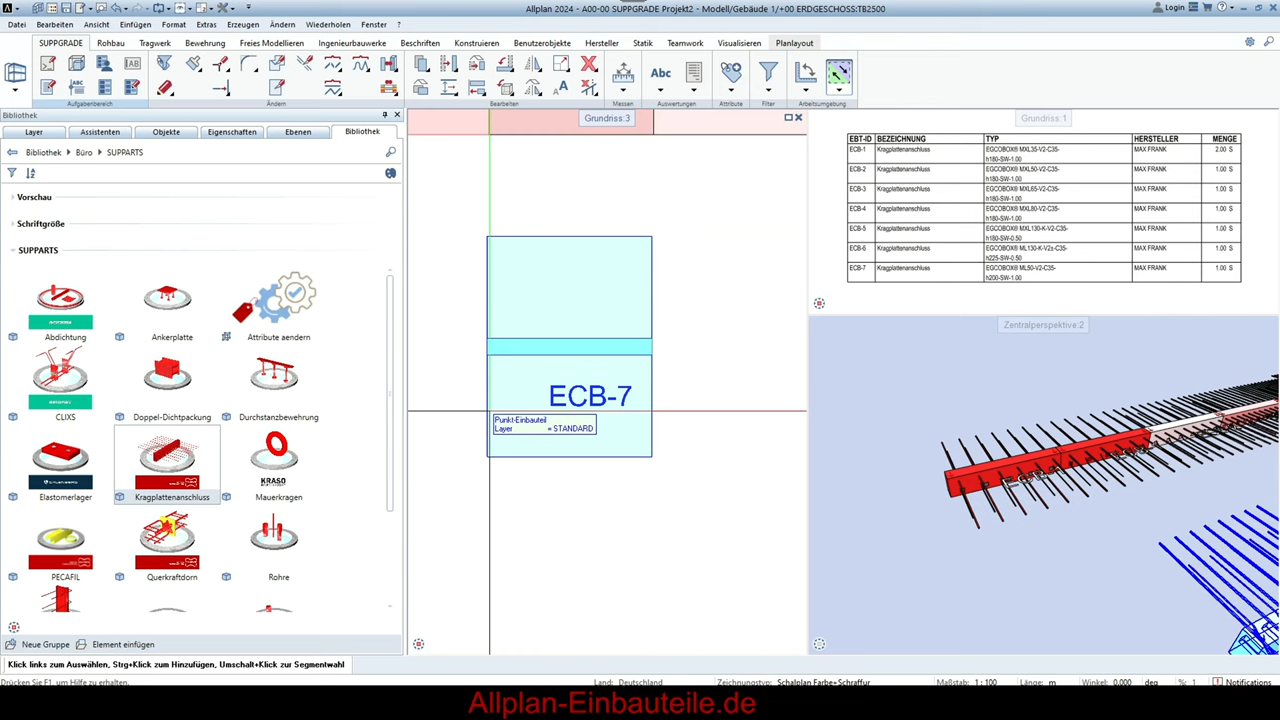 Allplan 2024 - A00-00 SUPPGRADE Projekt2 - Modell/Gebäude 1/+00 ERDGESCHOSS:TB2500
Login
Datei Bearbeiten Ansicht Einfügen Format Extras Erzeugen Ändern Wiederholen Fenster ?
SUPPGRADE Rohbau Tragwerk Bewehrung Freies Modellieren Ingenieurbauwerke Beschriften Konstruieren Benutzerobjekte Hersteller Statik Teamwork Visualisieren Planlayout
Abc
Aufgabenbereich Ändern Bearbeiten Messen Auswertungen Attribute Filter Arbeitsumgebung
Bibliothek
Layer Assistenten Objekte Eigenschaften Ebenen Bibliothek
Bibliothek Büro SUPPARTS
Vorschau
Schriftgröße
SUPPARTS
Abdichtung Ankerplatte Attribute aendern
CLIXS Doppel-Dichtpackung Durchstanzbewehrung
KRASO
Elastomerlager Kragplattenanschluss Mauerkragen
PECAFIL Querkraftdorn Rohre
Neue Gruppe Element einfügen
Grundriss:3
ECB-7
Punkt-Einbauteil
Layer = STANDARD
Grundriss:1
EBT-ID BEZEICHNUNG TYP HERSTELLER MENGE
ECB-1 Kragplattenanschluss EGCOBOX® MXL35-V2-C35- MAX FRANK 2.00 S
h180-SW-1.00
ECB-2 Kragplattenanschluss EGCOBOX® MXL50-V2-C35- MAX FRANK 1.00 S
h180-SW-1.00
ECB-3 Kragplattenanschluss EGCOBOX® MXL65-V2-C35- MAX FRANK 1.00 S
h180-SW-1.00
ECB-4 Kragplattenanschluss EGCOBOX® MXL80-V2-C35- MAX FRANK 1.00 S
h180-SW-1.00
ECB-5 Kragplattenanschluss EGCOBOX® MXL130-K-V2-C35- MAX FRANK 1.00 S
h180-SW-0.50
ECB-6 Kragplattenanschluss EGCOBOX® ML130-K-V2±-C35- MAX FRANK 1.00 S
h225-SW-0.50
ECB-7 Kragplattenanschluss EGCOBOX® ML50-V2-C35- MAX FRANK 1.00 S
h200-SW-1.00
Zentralperspektive:2
Klick links zum Auswählen, Strg+Klick zum Hinzufügen, Umschalt+Klick zur Segmentwahl
Drücken Sie F1, um Hilfe zu erhalten. Land: Deutschland Zeichnungstyp: Schalplan Farbe+Schraffur Maßstab: 1 : 100 Länge: m Winkel: 0.000 deg %: 1 Notifications
Allplan-Einbauteile.de